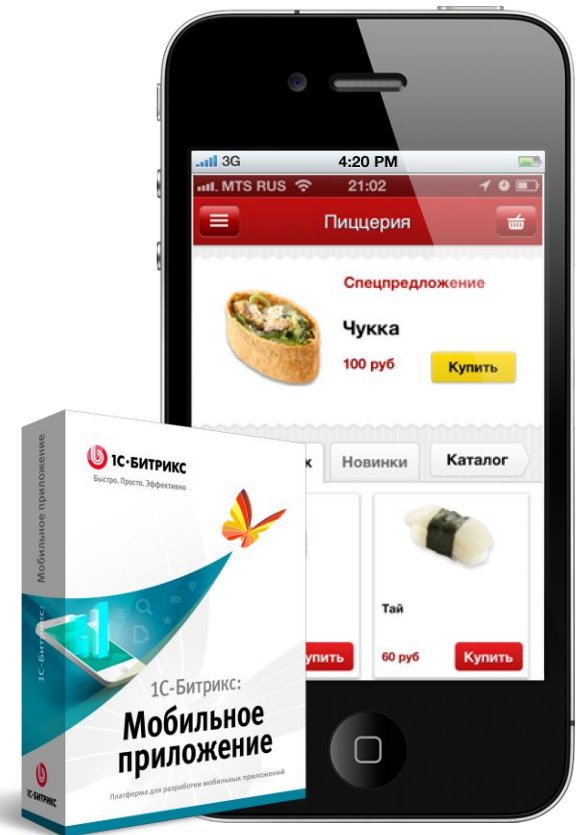 3G 4:20 PM
MTS RUS 21:02
Пиццерия
Спецпредложение
Чукка
100 руб Купить
Новинки Каталог
Тай
60 руб Купить
1С·БИТРИКС
Быстро. Просто. Эффективно
1С-Битрикс:
Мобильное
приложение
Платформа для разработки мобильных приложений
Мобильное приложение
1С-Битрикс:
1С·БИТРИКС